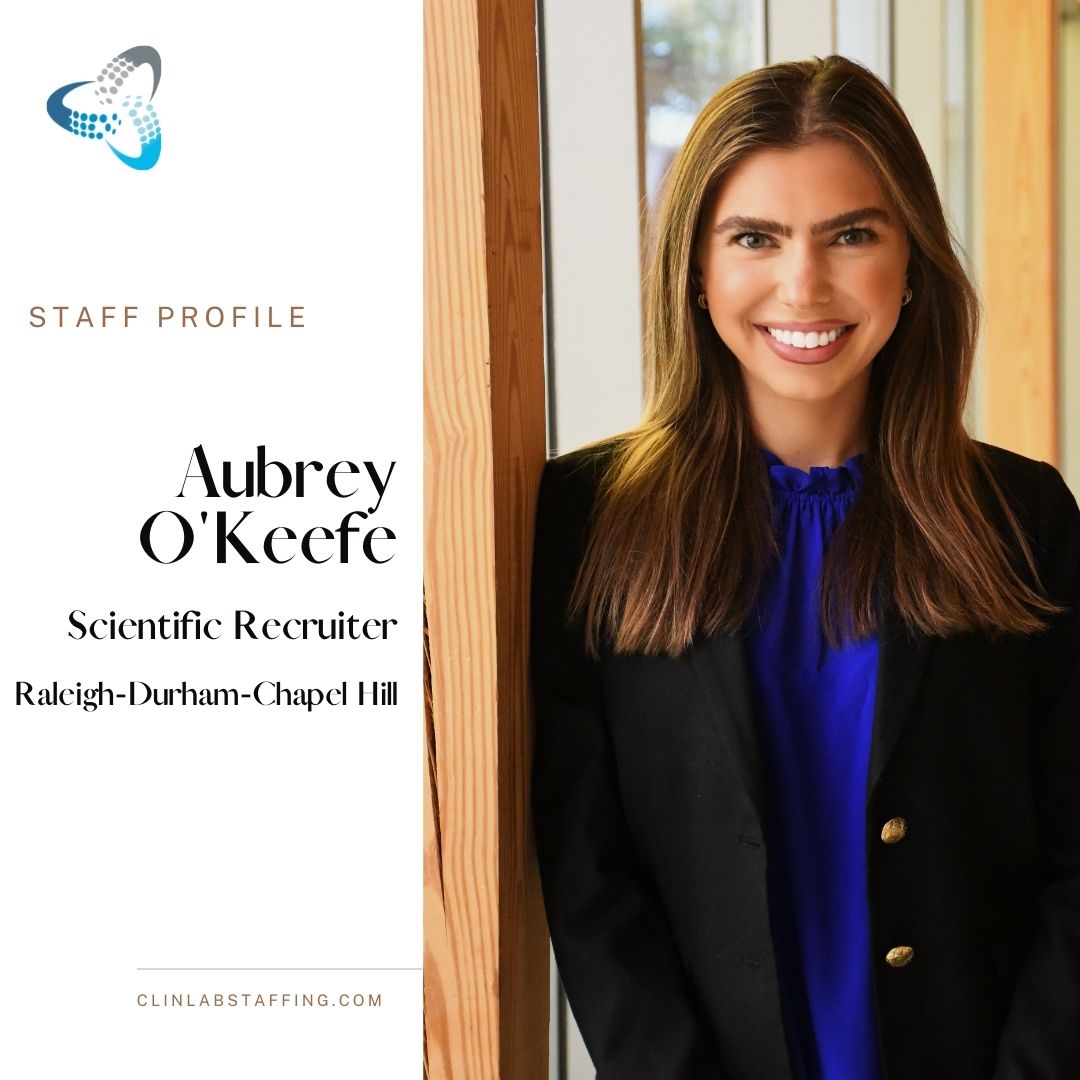 STAFF PROFILE
Aubrey
O'Keefe
Scientific Recruiter
Raleigh-Durham-Chapel Hill
CLINLABSTAFFING.COM